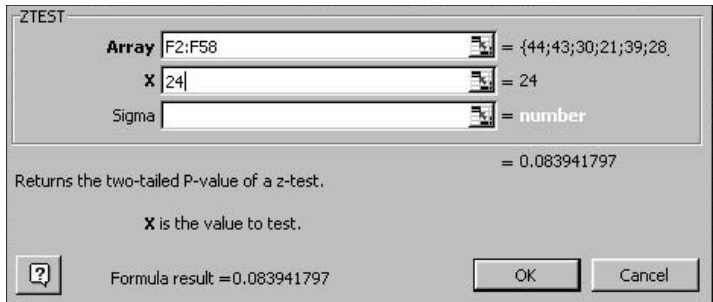 ZTEST
Array F2:F58 = {44;43;30;21;39;28
X 24 = 24
Sigma = number
= 0.083941797
Returns the two-tailed P-value of a z-test.
X is the value to test.
? Formula result =0.083941797 OK Cancel